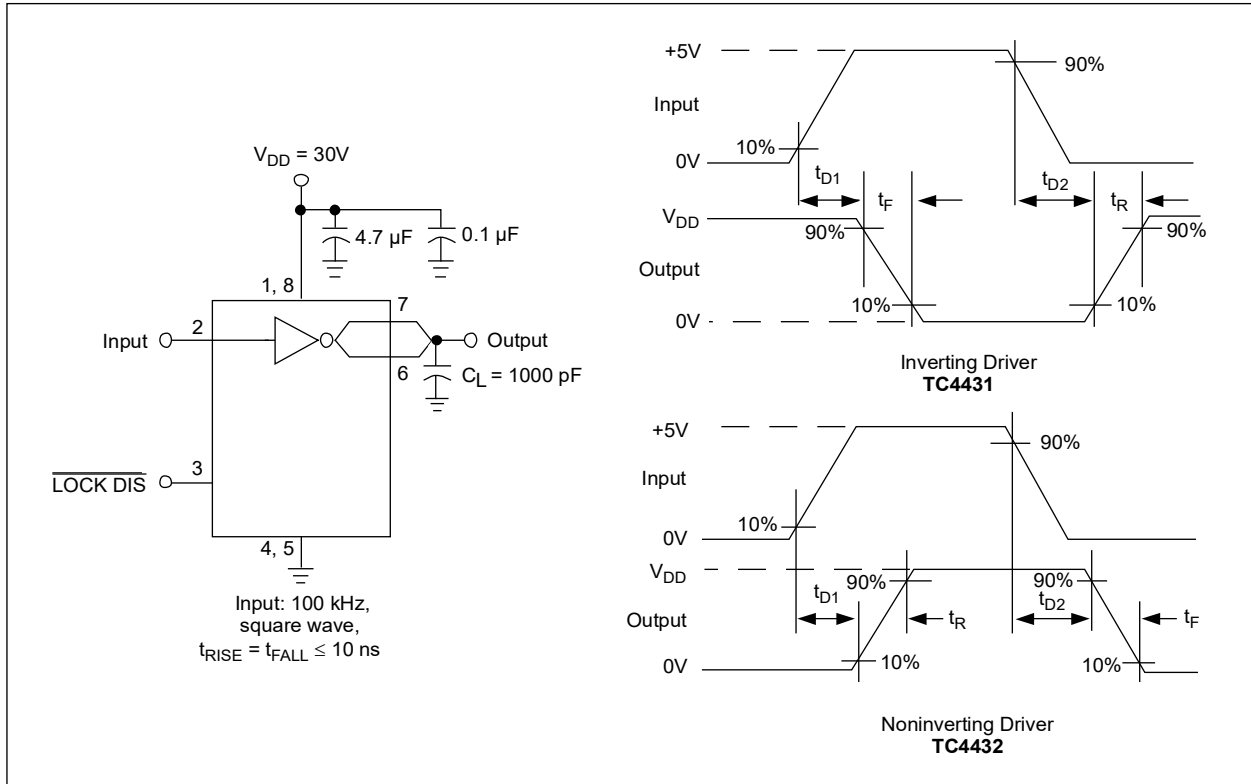 V_DD = 30V
4.7 µF
0.1 µF
1, 8
Input
2
7
6
Output
C_L = 1000 pF
LOCK DIS
3
4, 5
Input: 100 kHz,
square wave,
t_RISE = t_FALL ≤ 10 ns
+5V
90%
Input
10%
0V
t_D1
t_D2
t_F
t_R
V_DD
90%
90%
Output
10%
10%
0V
Inverting Driver
TC4431
+5V
90%
Input
10%
0V
V_DD
90%
90%
t_D1
t_D2
Output
t_R
t_F
0V
10%
10%
Noninverting Driver
TC4432